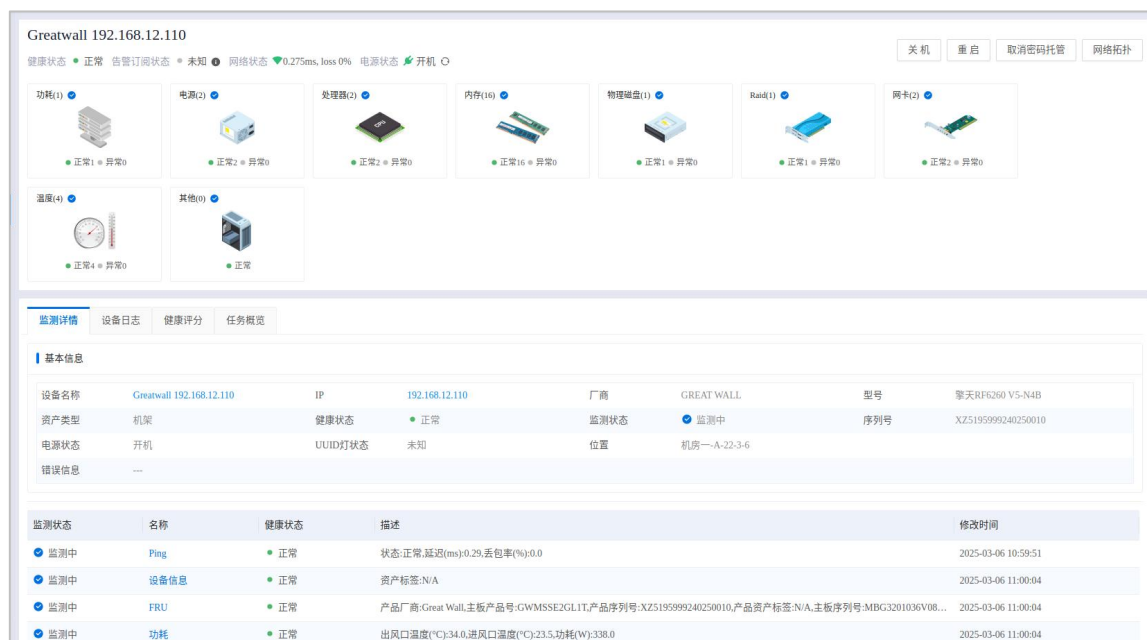 Greatwall 192.168.12.110
关机 重启 取消密码托管 网络拓扑
健康状态 正常 告警订阅状态 未知 网络状态 0.275ms, loss 0% 电源状态 开机
功耗(1) 电源(2) 处理器(2) 内存(16) 物理磁盘(1) Raid(1) 网卡(2)
CPU
正常1 异常0 正常2 异常0 正常2 异常0 正常16 异常0 正常1 异常0 正常1 异常0 正常2 异常0
温度(4) 其他(0)
正常4 异常0 正常
监测详情 设备日志 健康评分 任务概览
基本信息
设备名称 Greatwall 192.168.12.110 IP 192.168.12.110 厂商 GREAT WALL 型号 擎天RF6260 V5-N4B
资产类型 机架 健康状态 正常 监测状态 监测中 序列号 XZ5195999240250010
电源状态 开机 UUID灯状态 未知 位置 机房一-A-22-3-6
错误信息 ---
监测状态 名称 健康状态 描述 修改时间
监测中 Ping 正常 状态:正常,延迟(ms):0.29,丢包率(%):0.0 2025-03-06 10:59:51
监测中 设备信息 正常 资产标签:N/A 2025-03-06 11:00:04
监测中 FRU 正常 产品厂商:Great Wall,主板产品号:GWMSSE2GL1T,产品序列号:XZ5195999240250010,产品资产标签:N/A,主板序列号:MBG3201036V08... 2025-03-06 11:00:04
监测中 功耗 正常 出风口温度(°C):34.0,进风口温度(°C):23.5,功耗(W):338.0 2025-03-06 11:00:04